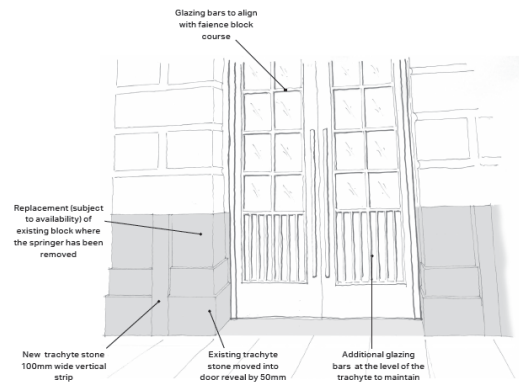 Glazing bars to align
with faience block
course
Replacement (subject
to availability) of
existing block where
the springer has been
removed
New trachyte stone
100mm wide vertical
strip
Existing trachyte
stone moved into
door reveal by 50mm
Additional glazing
bars at the level of the
trachyte to maintain